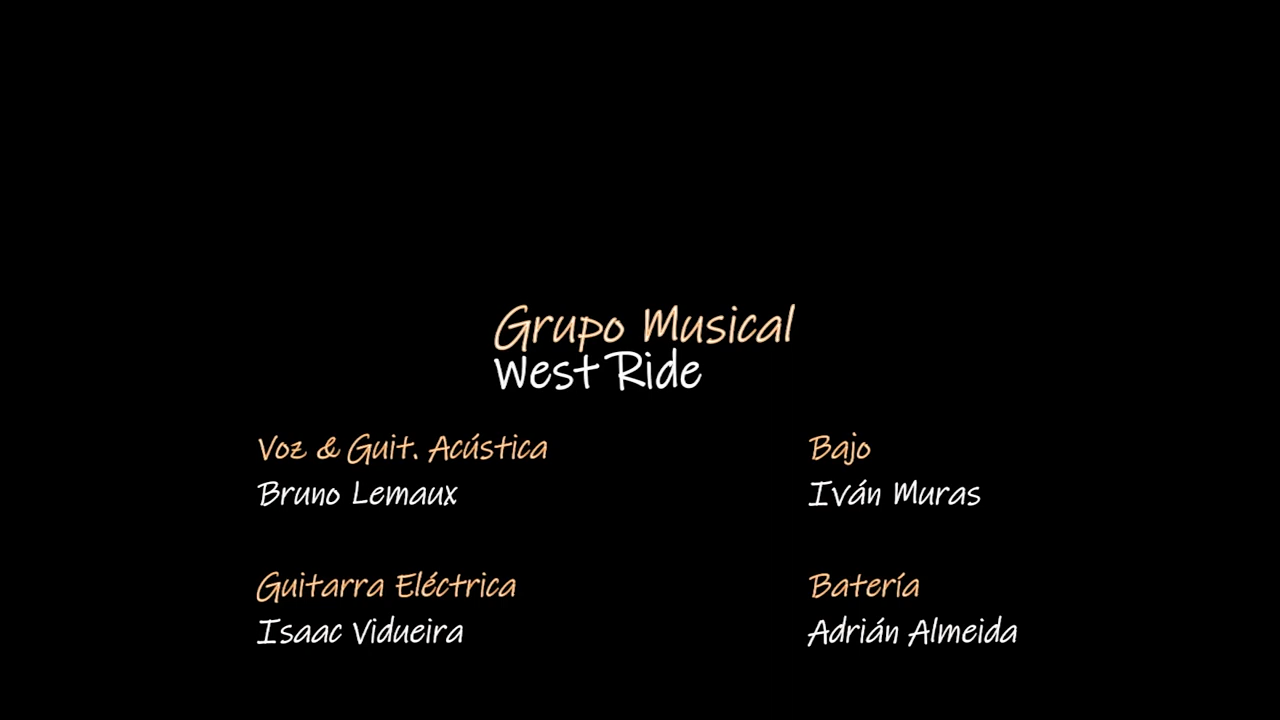 Grupo Musical
West Ride
Voz & Guit. Acústica
Bruno Lemaux
Bajo
Iván Muras
Guitarra Eléctrica
Isaac Vidueira
Batería
Adrián Almeida